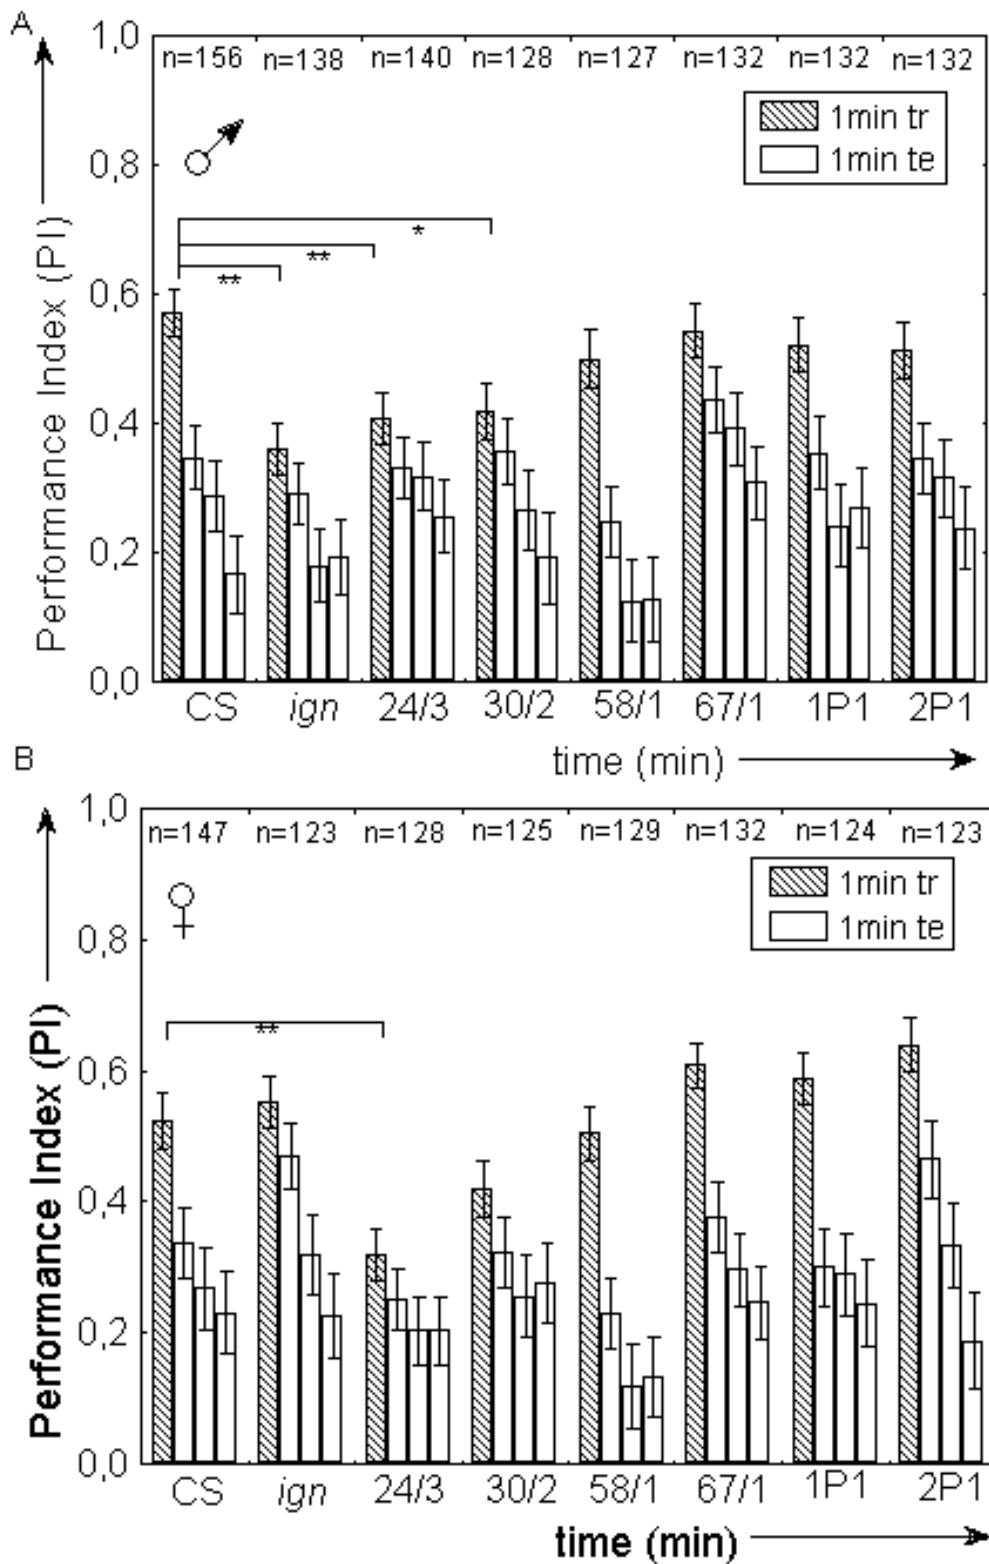 A
1,0
n=156 n=138 n=140 n=128 n=127 n=132 n=132 n=132
1min tr
1min te
0,8
*
**
**
0,6
0,4
0,2
0,0
Performance Index (PI)
CS ign 24/3 30/2 58/1 67/1 1P1 2P1
time (min)
B
1,0
n=147 n=123 n=128 n=125 n=129 n=132 n=124 n=123
1min tr
1min te
0,8
**
0,6
0,4
0,2
0,0
Performance Index (PI)
CS ign 24/3 30/2 58/1 67/1 1P1 2P1
time (min)